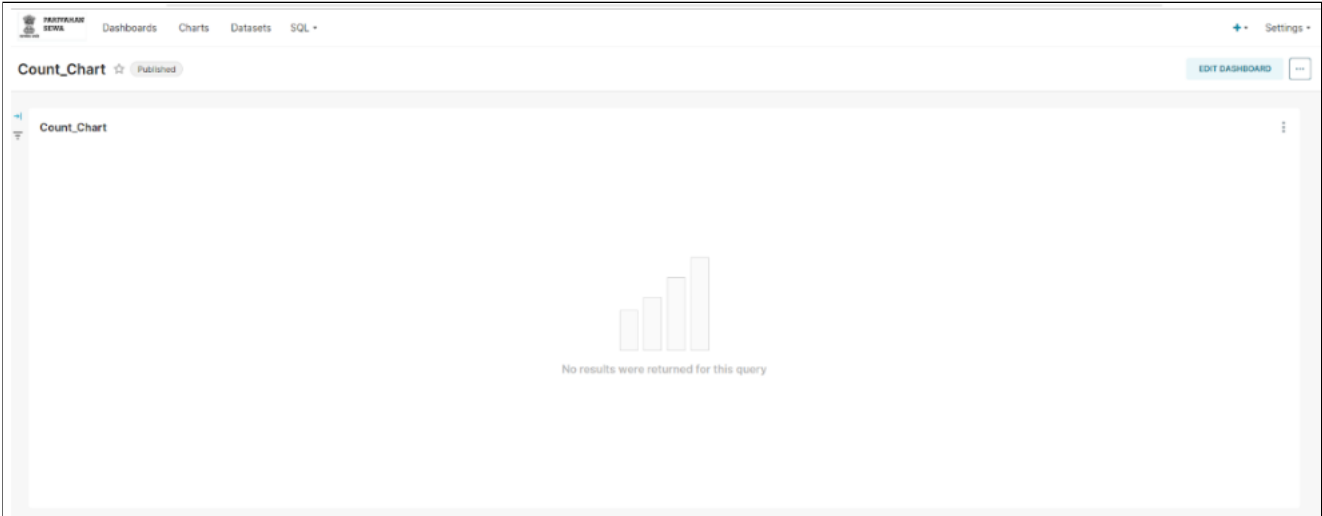 PARIVAHAN
SEWA
Dashboards Charts Datasets SQL
Settings
Count_Chart Published
EDIT DASHBOARD
Count_Chart
No results were returned for this query